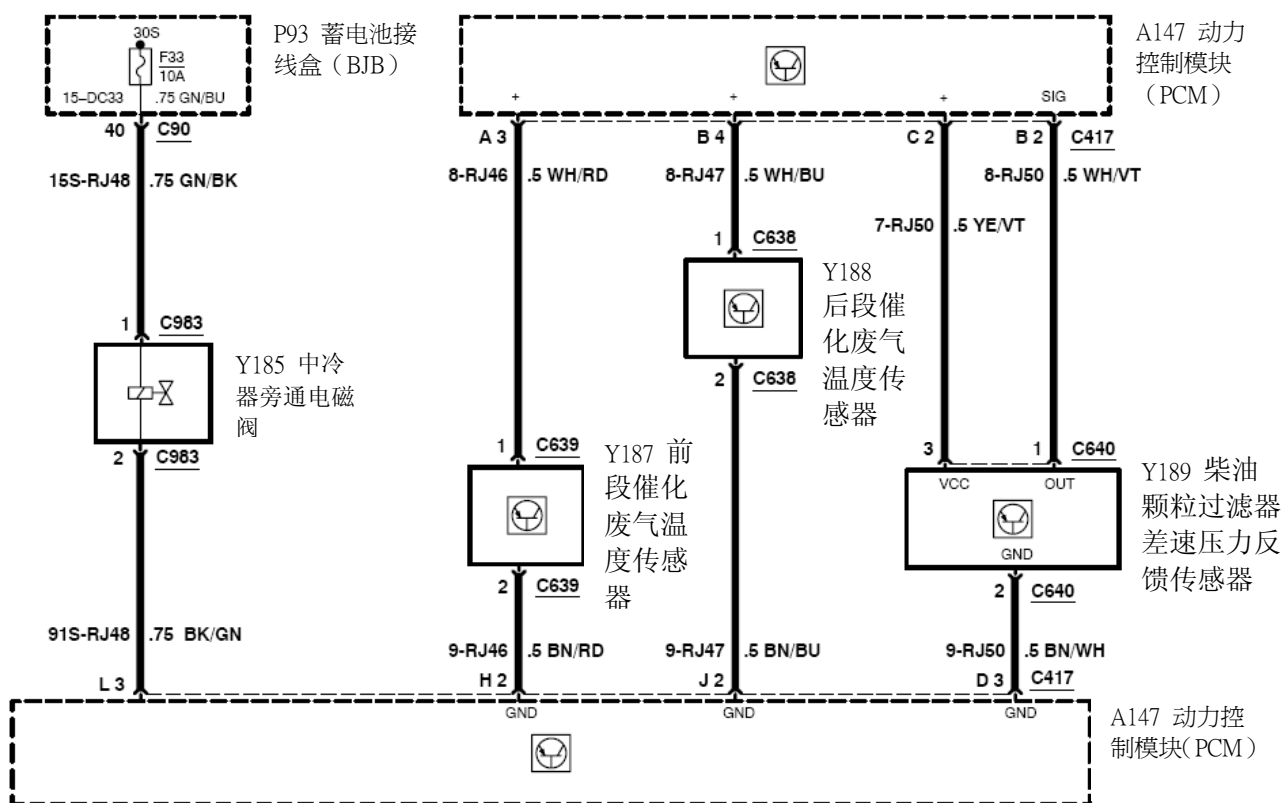 30S
F33
10A
15-DC33 .75 GN/BU
P93 蓄电池接
线盒（BJB）
+ + + SIG
A147 动力
控制模块
（PCM）
40 C90
A 3 B 4 C 2 B 2 C417
15S-RJ48 .75 GN/BK
8-RJ46 .5 WH/RD
8-RJ47 .5 WH/BU
8-RJ50 .5 WH/VT
7-RJ50 .5 YE/VT
1 C638
Y188
后段催
化废气
温度传
感器
2 C638
1 C983
Y185 中冷
器旁通电磁
阀
2 C983
1 C639
Y187 前
段催化
废气温
度传感
器
2 C639
3 1 C640
VCC OUT
GND
Y189 柴油
颗粒过滤器
差速压力反
馈传感器
2 C640
91S-RJ48 .75 BK/GN
9-RJ46 .5 BN/RD
9-RJ47 .5 BN/BU
9-RJ50 .5 BN/WH
L 3 H 2 J 2 D 3 C417
GND GND GND
A147 动力控
制模块(PCM）